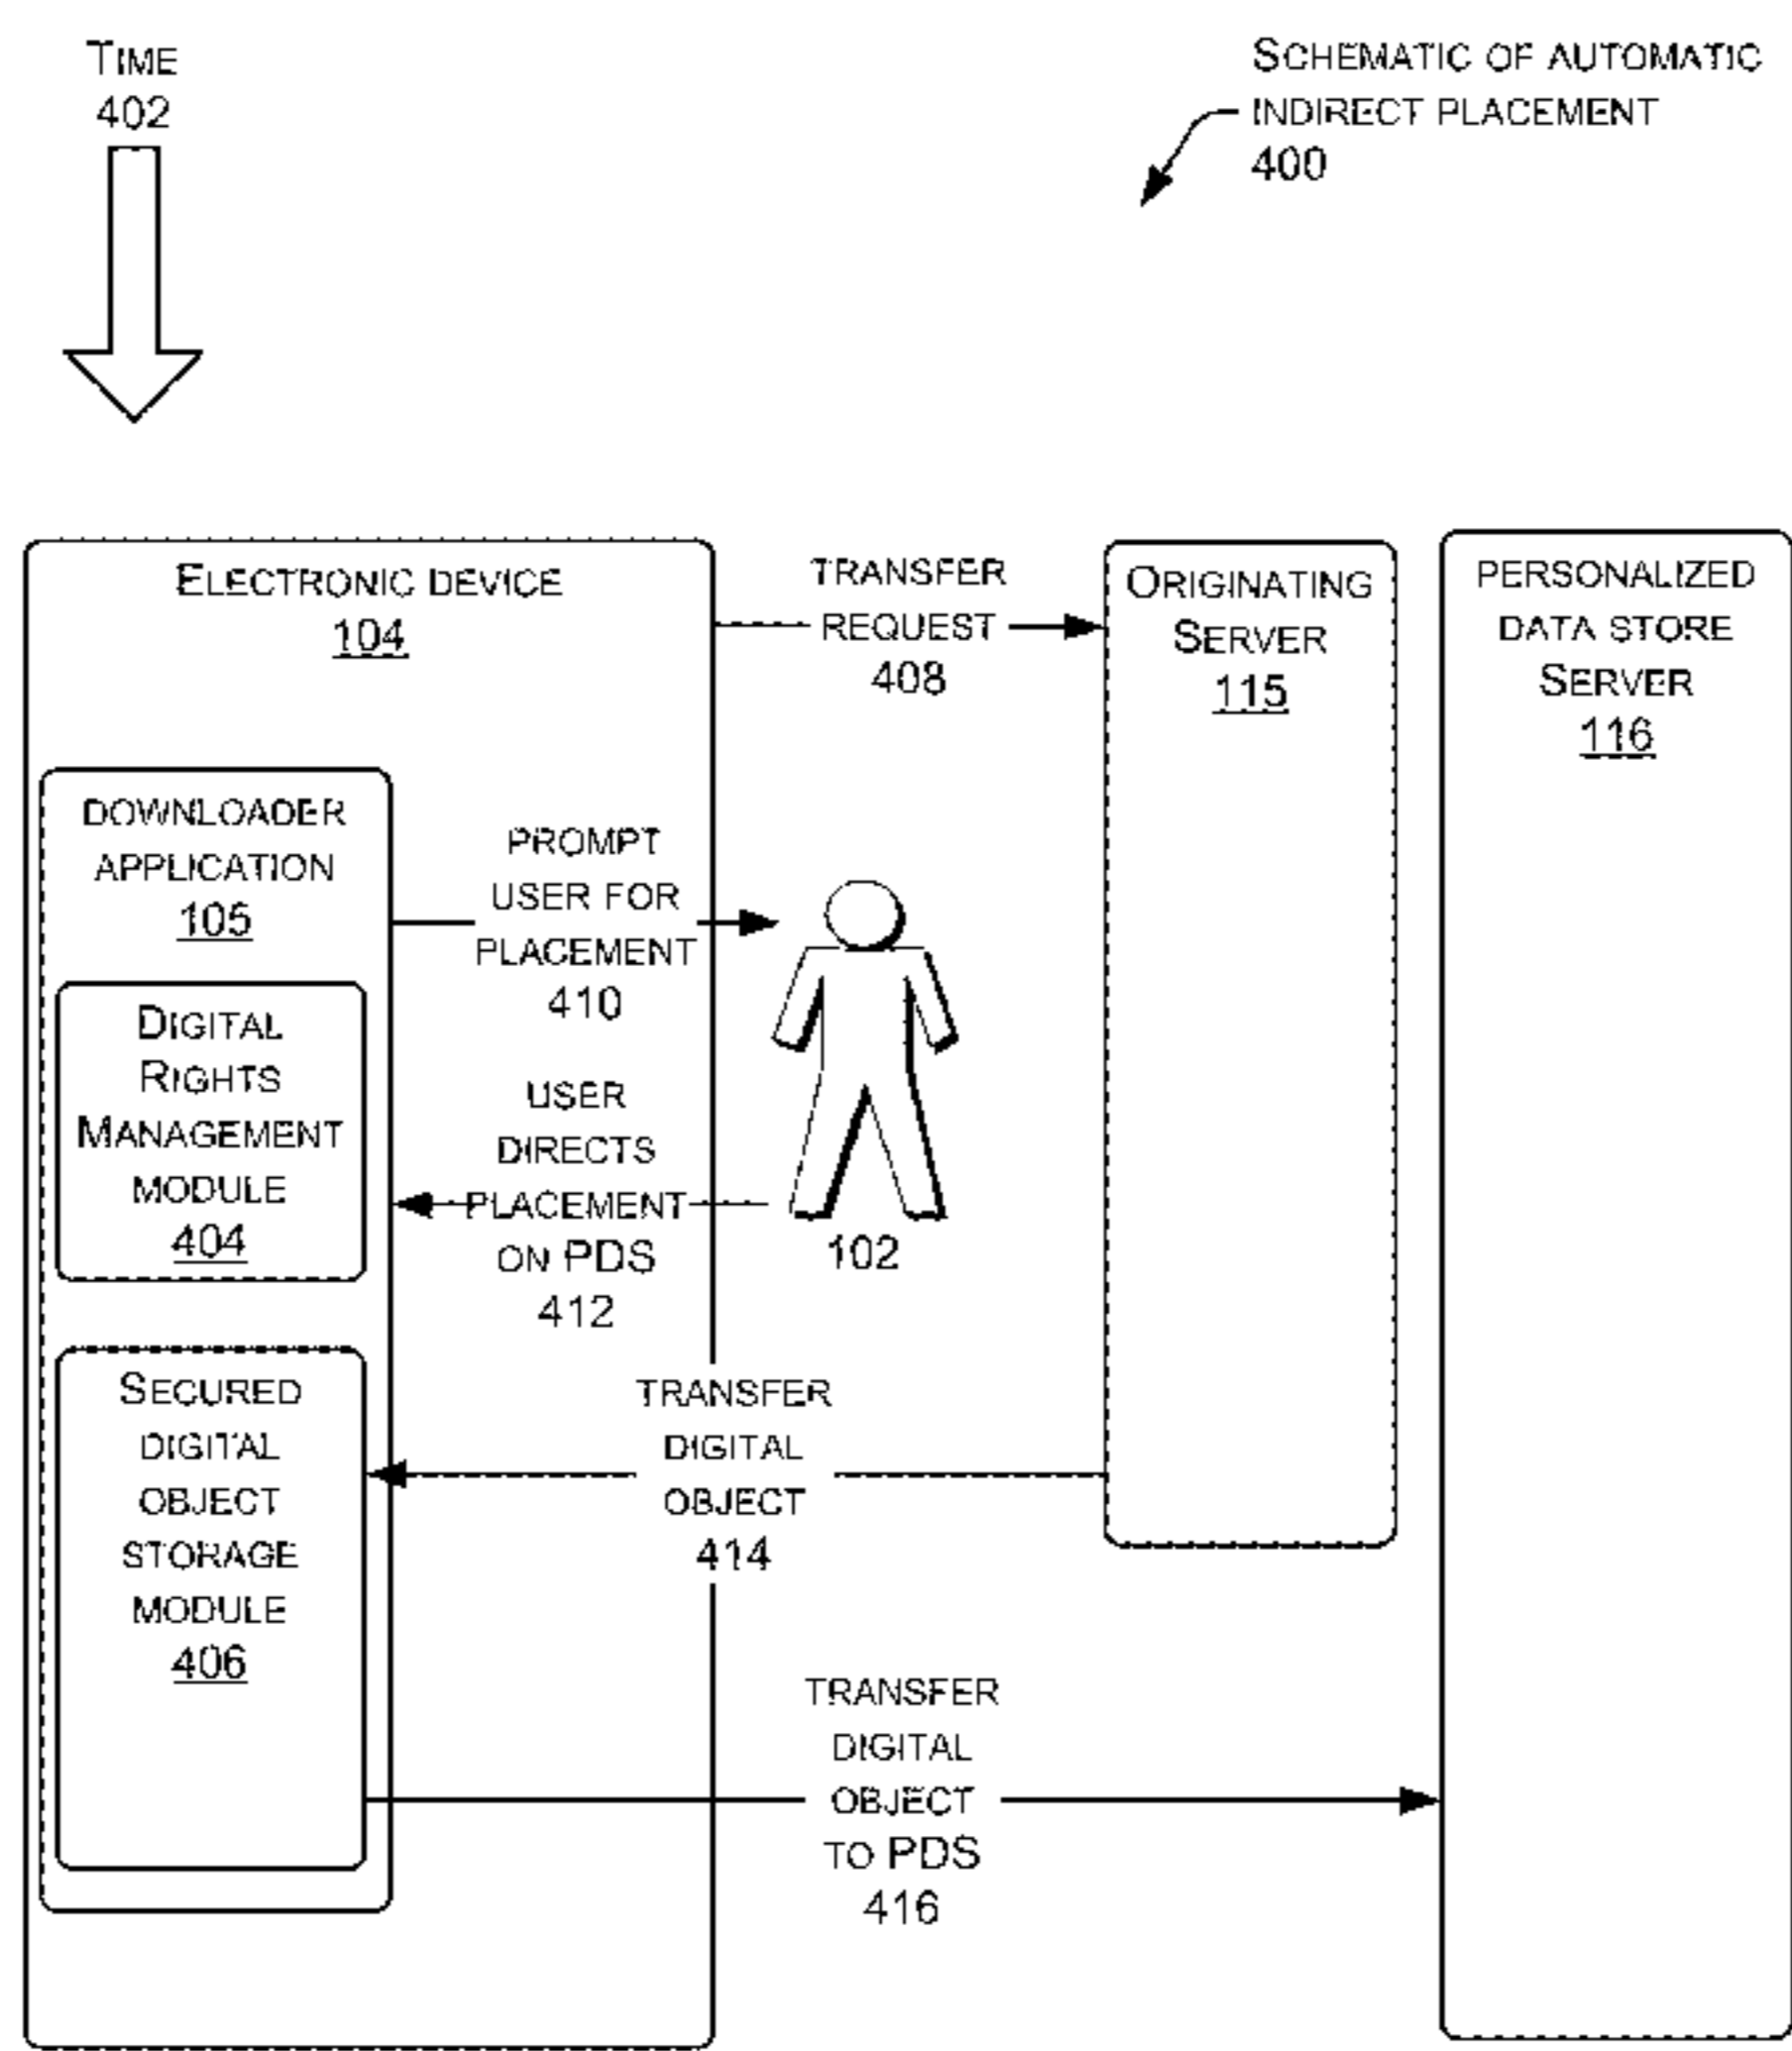 TIME
402
SCHEMATIC OF AUTOMATIC
INDIRECT PLACEMENT
400
ELECTRONIC DEVICE
104
TRANSFER
REQUEST
408
ORIGINATING
SERVER
115
PERSONALIZED
DATA STORE
SERVER
116
DOWNLOADER
APPLICATION
105
PROMPT
USER FOR
PLACEMENT
410
DIGITAL
RIGHTS
MANAGEMENT
MODULE
404
USER
DIRECTS
PLACEMENT
ON PDS
412
102
SECURED
DIGITAL
OBJECT
STORAGE
MODULE
406
TRANSFER
DIGITAL
OBJECT
414
TRANSFER
DIGITAL
OBJECT
TO PDS
416